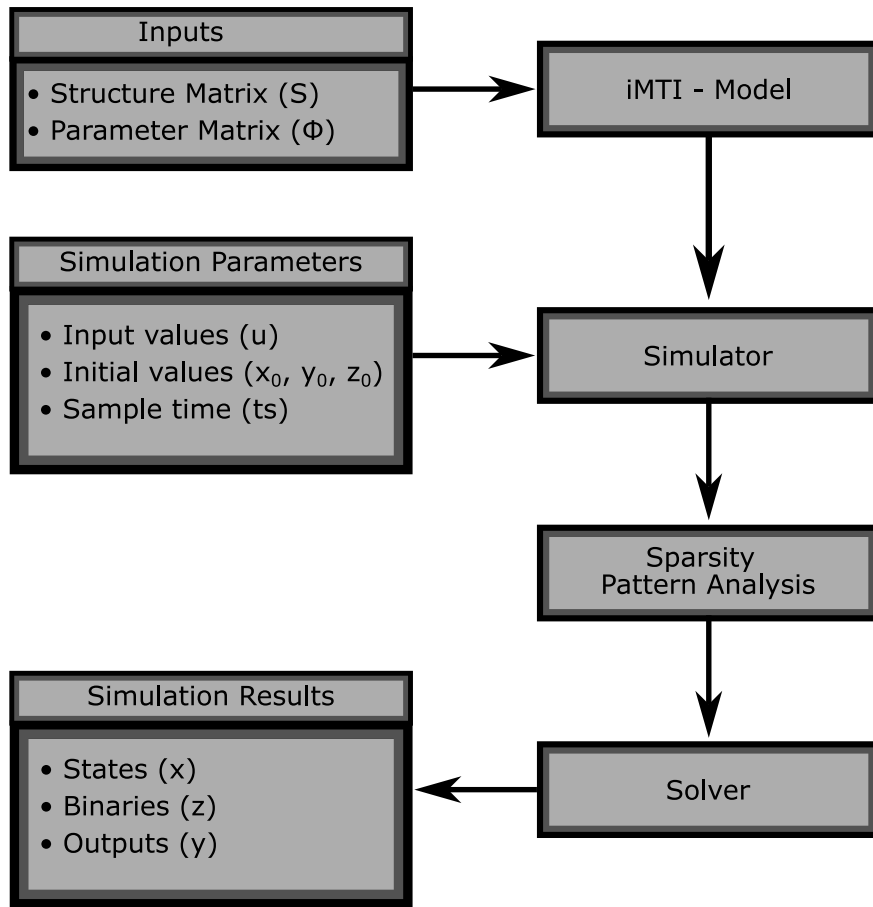 Inputs
• Structure Matrix (S)
• Parameter Matrix (Φ)
iMTI - Model
Simulation Parameters
• Input values (u)
• Initial values (x₀, y₀, z₀)
• Sample time (ts)
Simulator
Sparsity
Pattern Analysis
Simulation Results
• States (x)
• Binaries (z)
• Outputs (y)
Solver